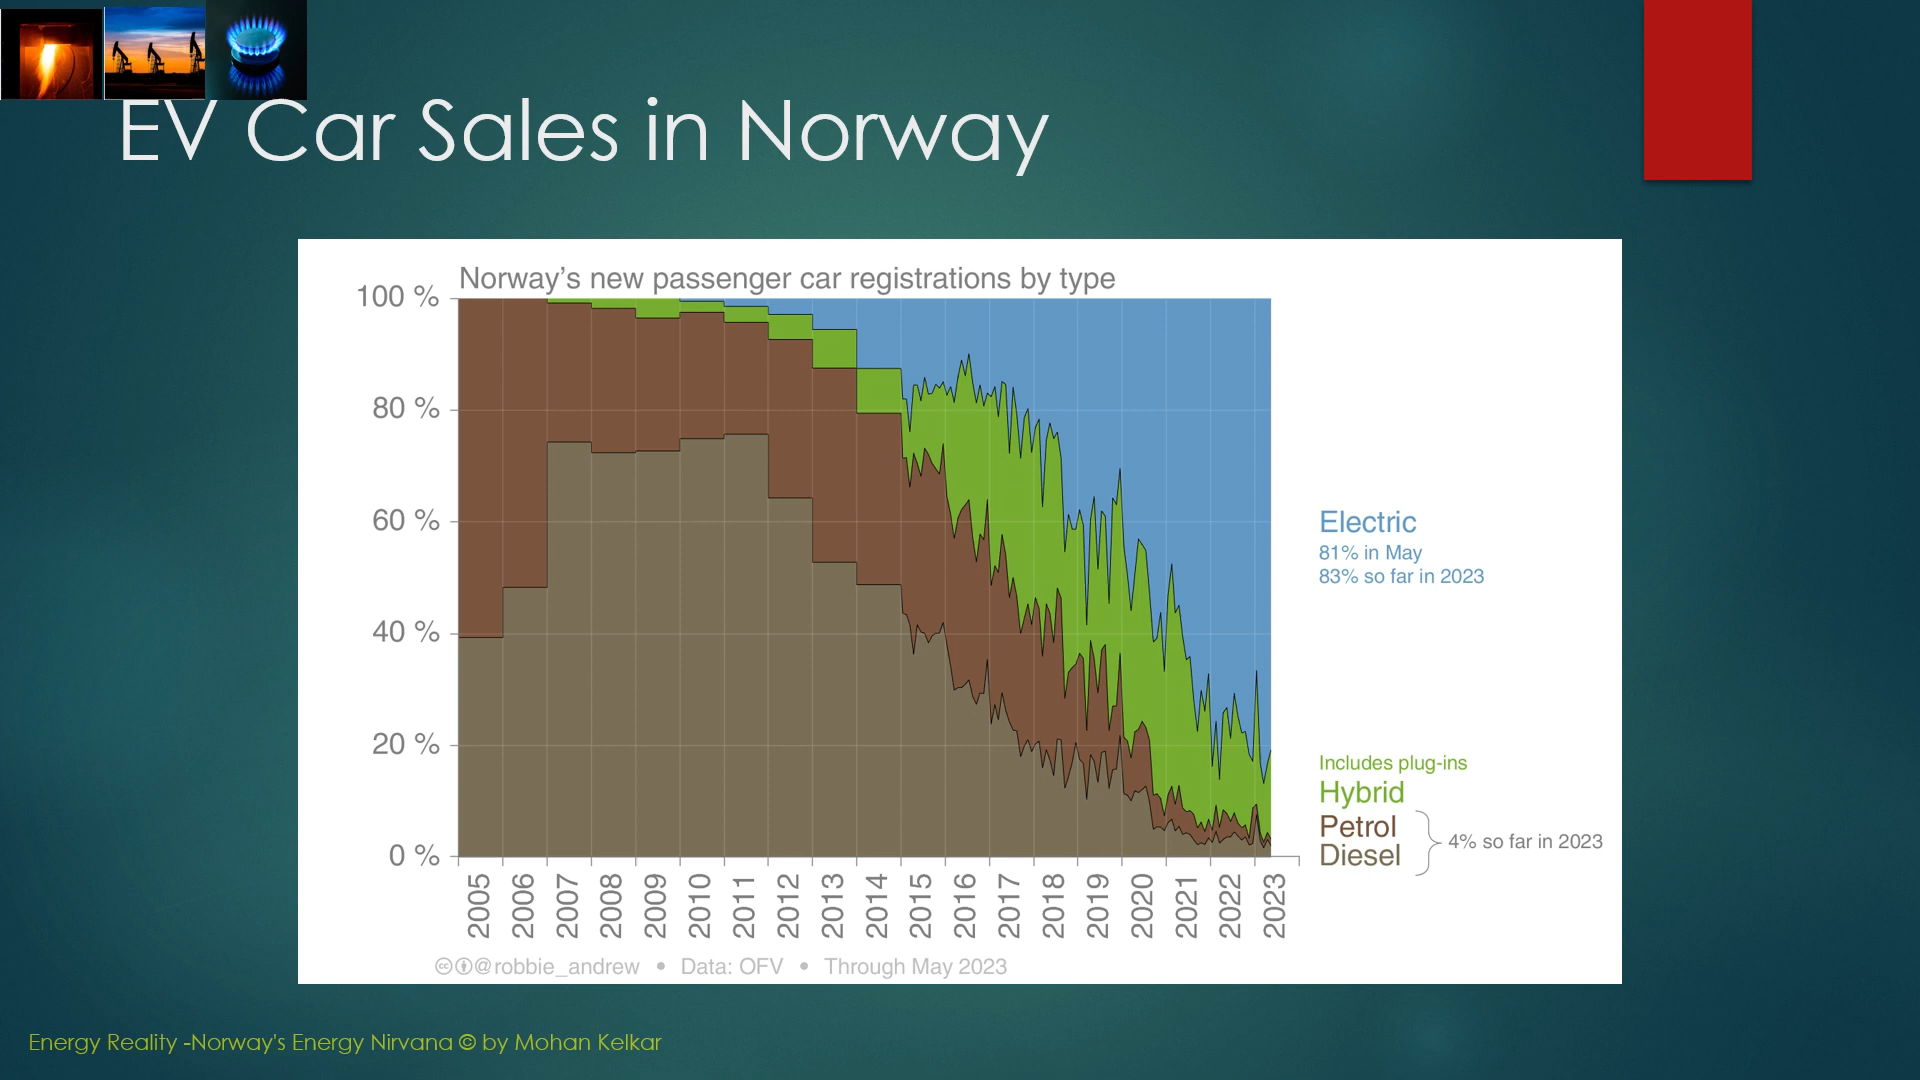 EV Car Sales in Norway
Norway’s new passenger car registrations by type
100 %
80 %
60 %
40 %
20 %
0 %
2005
2006
2007
2008
2009
2010
2011
2012
2013
2014
2015
2016
2017
2018
2019
2020
2021
2022
2023
Electric
81% in May
83% so far in 2023
Includes plug-ins
Hybrid
Petrol
Diesel
4% so far in 2023
@robbie_andrew • Data: OFV • Through May 2023
Energy Reality -Norway's Energy Nirvana © by Mohan Kelkar